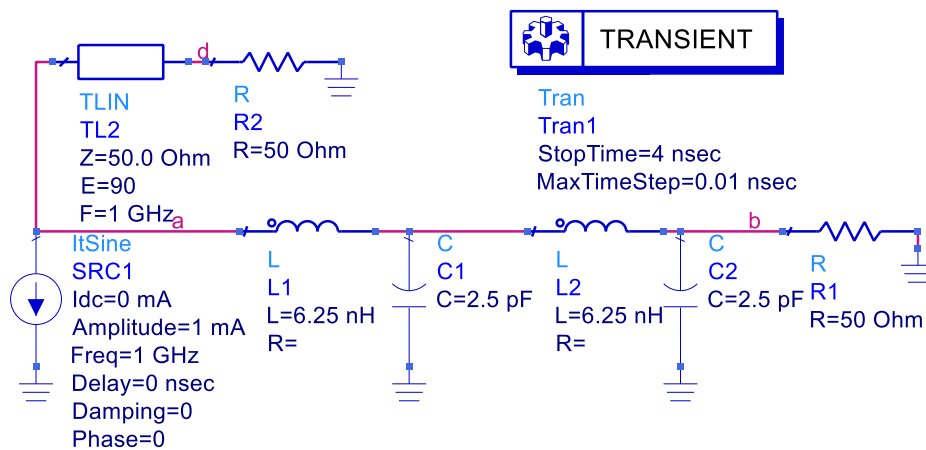 TRANSIENT
d
TLIN
TL2
Z=50.0 Ohm
E=90
F=1 GHz
R
R2
R=50 Ohm
Tran
Tran1
StopTime=4 nsec
MaxTimeStep=0.01 nsec
a
b
ItSine
SRC1
Idc=0 mA
Amplitude=1 mA
Freq=1 GHz
Delay=0 nsec
Damping=0
Phase=0
L
L1
L=6.25 nH
R=
C
C1
C=2.5 pF
L
L2
L=6.25 nH
R=
C
C2
C=2.5 pF
R
R1
R=50 Ohm